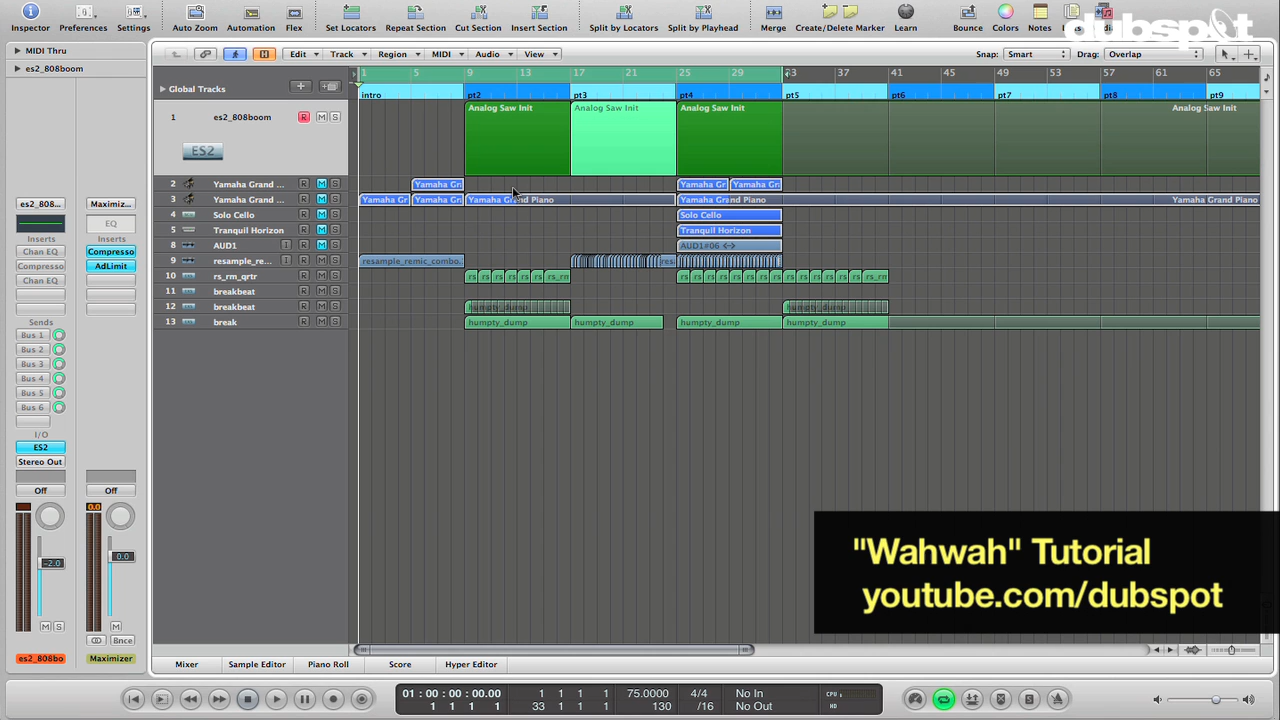 Inspector Preferences Settings Auto Zoom Automation Set Locators Repeat Section Cut Section Insert Section Split by Locators Split by Playhead Merge Create/Delete Marker Learn Bounce Colors Notes
dubspot
MIDI Thru
es2_808boom
Edit Track Region MIDI Audio View Snap: Smart Drag: Overlap
1 5 9 13 17 21 25 29 33 37 41 45 49 53 57 61 65
Global Tracks
intro pt2 pt3 pt4 pt5 pt6 pt7 pt8 pt9
1 es2_808boom R M S
ES2
Analog Saw Init Analog Saw Init Analog Saw Init Analog Saw Init
2 Yamaha Grand ... R M S Yamaha Gr Yamaha Gr Yamaha Gr
3 Yamaha Grand ... R M S Yamaha Gr Yamaha Gr Yamaha Grand Piano Yamaha Grand Piano Yamaha Grand Piano
4 Solo Cello R M S Solo Cello
5 Tranquil Horizon R M S Tranquil Horizon
8 AUD1 I R M S AUD1#06
9 resample_re... I R M S resample_remic_combo..
10 rs_rm_qrtr R M S
11 breakbeat R M S
12 breakbeat R M S humpty_dump humpty_dump
13 break R M S humpty_dump humpty_dump humpty_dump humpty_dump
es2_808... Maximiz...
EQ
Inserts Inserts
Chan EQ Compresso
Compresso AdLimit
Chan EQ
Sends
Bus 1
Bus 2
Bus 3
Bus 4
Bus 5
Bus 6
I/O
ES2
Stereo Out
Off Off
0.0
-2.0 0.0
M S M
Bnce
es2_808bo Maximizer
"Wahwah" Tutorial
youtube.com/dubspot
Mixer Sample Editor Piano Roll Score Hyper Editor
01 : 00 : 00 : 00.00 1 1 1 1 75.0000 4/4 No In CPU
1 1 1 1 33 1 1 1 130 /16 No Out HD